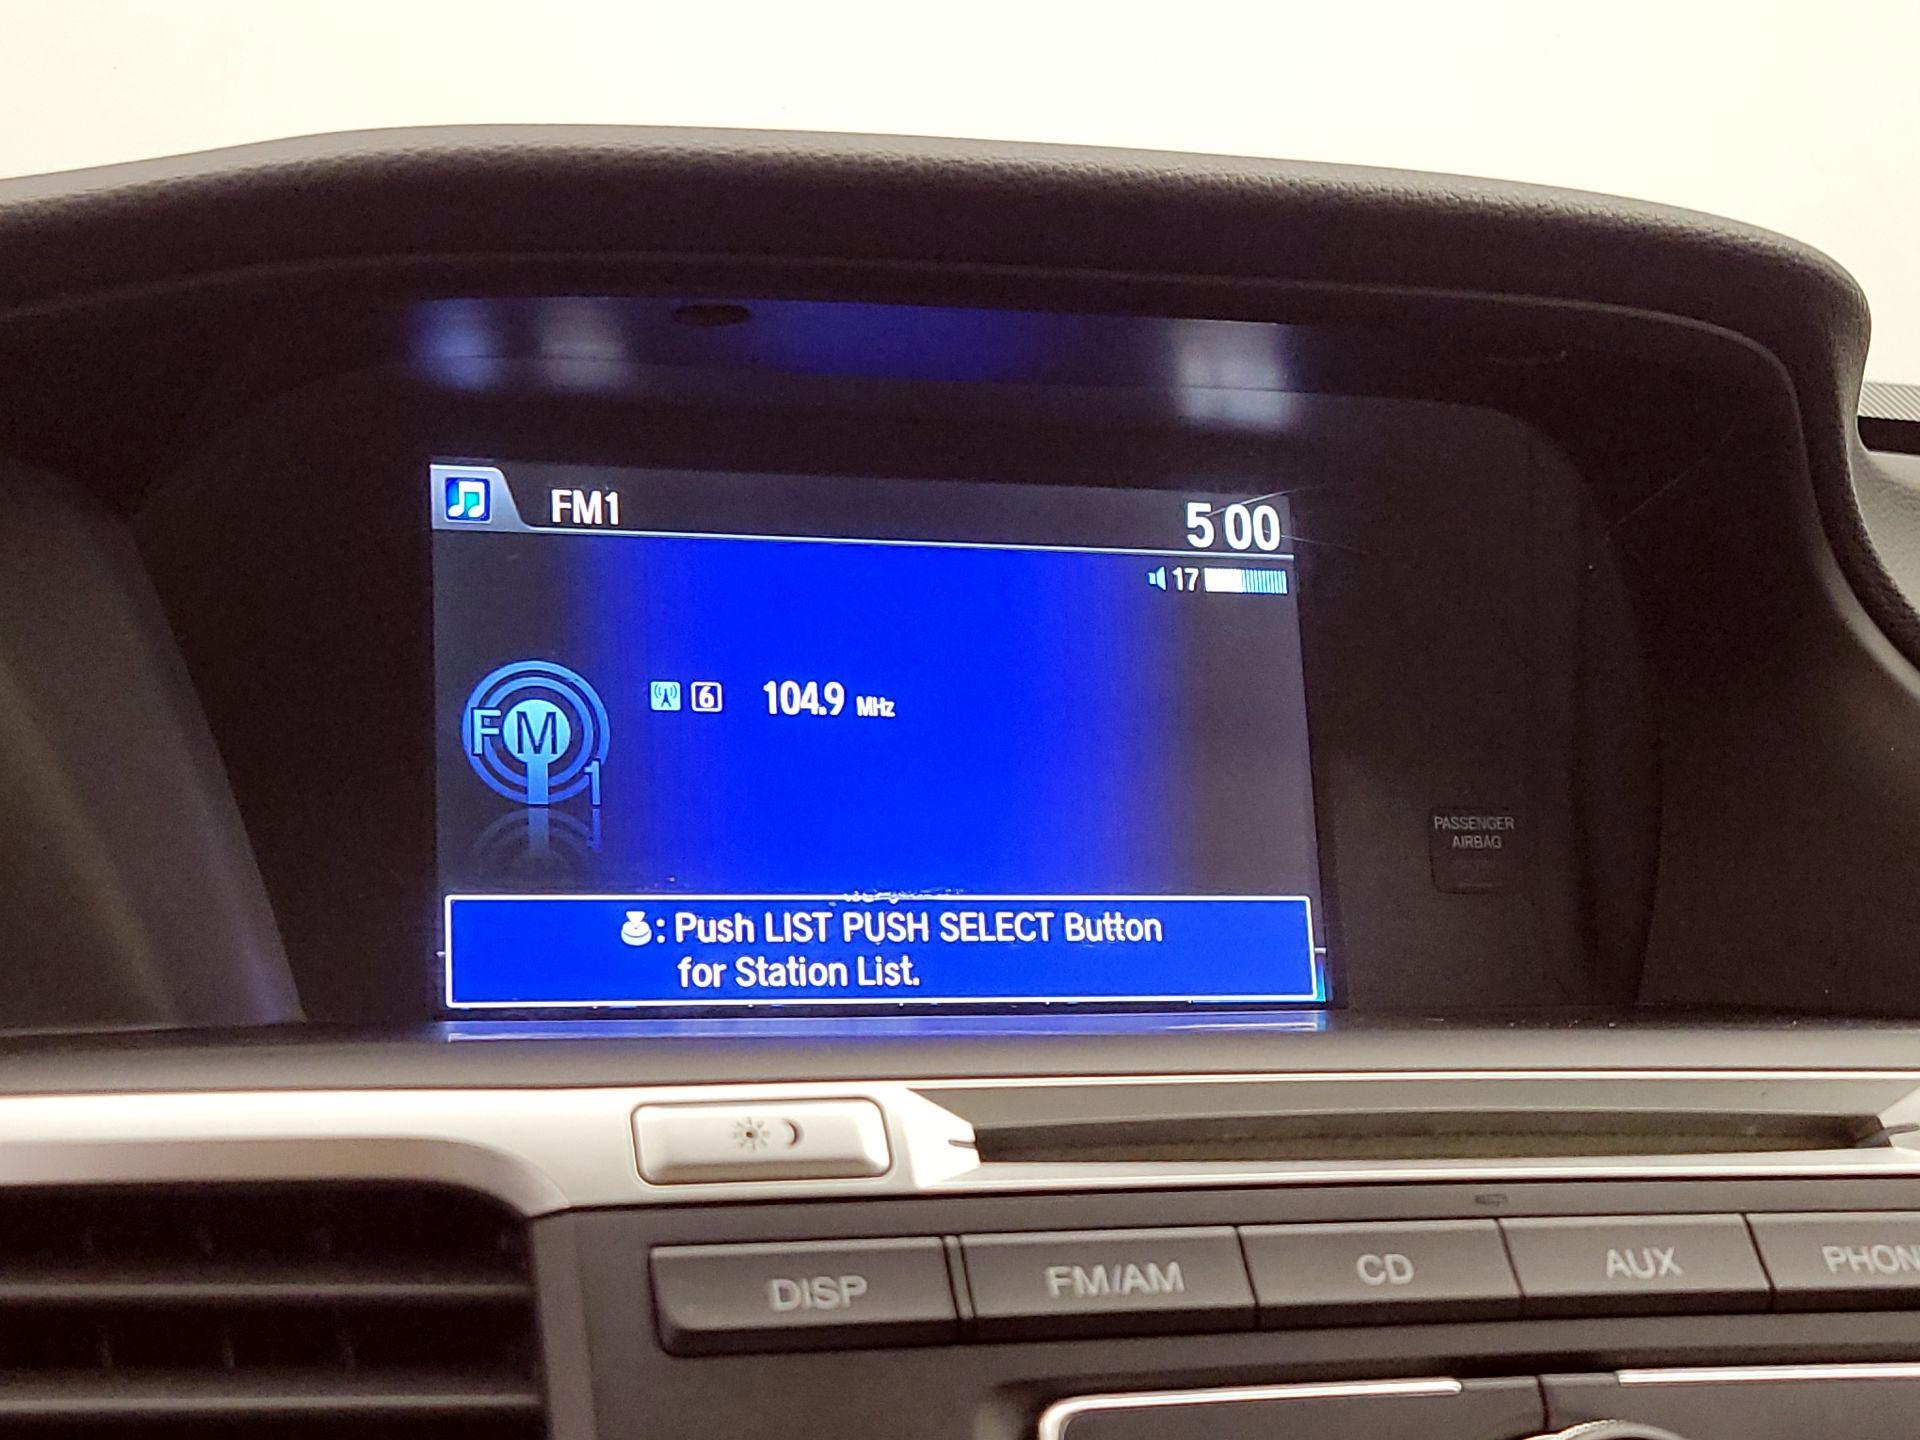 FM1
5 00
17
6 104.9 MHz
FM
1
: Push LIST PUSH SELECT Button
for Station List.
PASSENGER
AIRBAG
DISP
FM/AM
CD
AUX
PHON